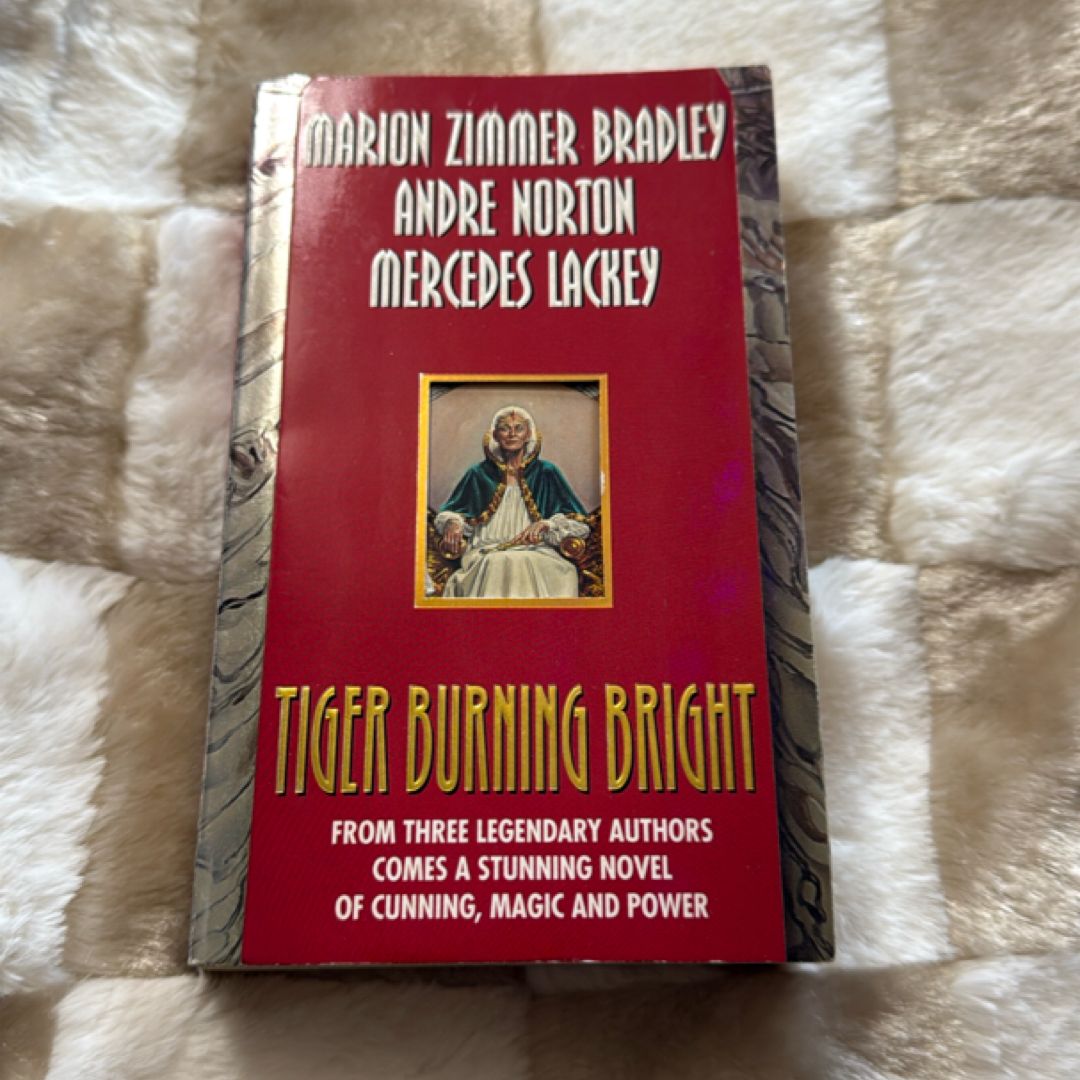 MARION ZIMMER BRADLEY
ANDRE NORTON
MERCEDES LACKEY
TIGER BURNING BRIGHT
FROM THREE LEGENDARY AUTHORS
COMES A STUNNING NOVEL
OF CUNNING, MAGIC AND POWER